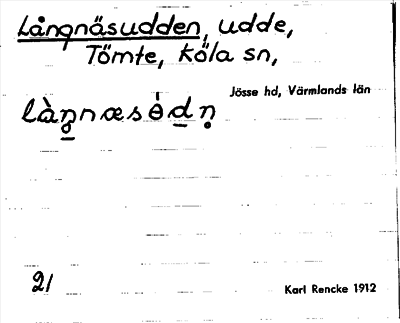 Långnäsudden, udde,
Tömte, Köla sn,
Jösse hd, Värmlands län
21
Karl Rencke 1912